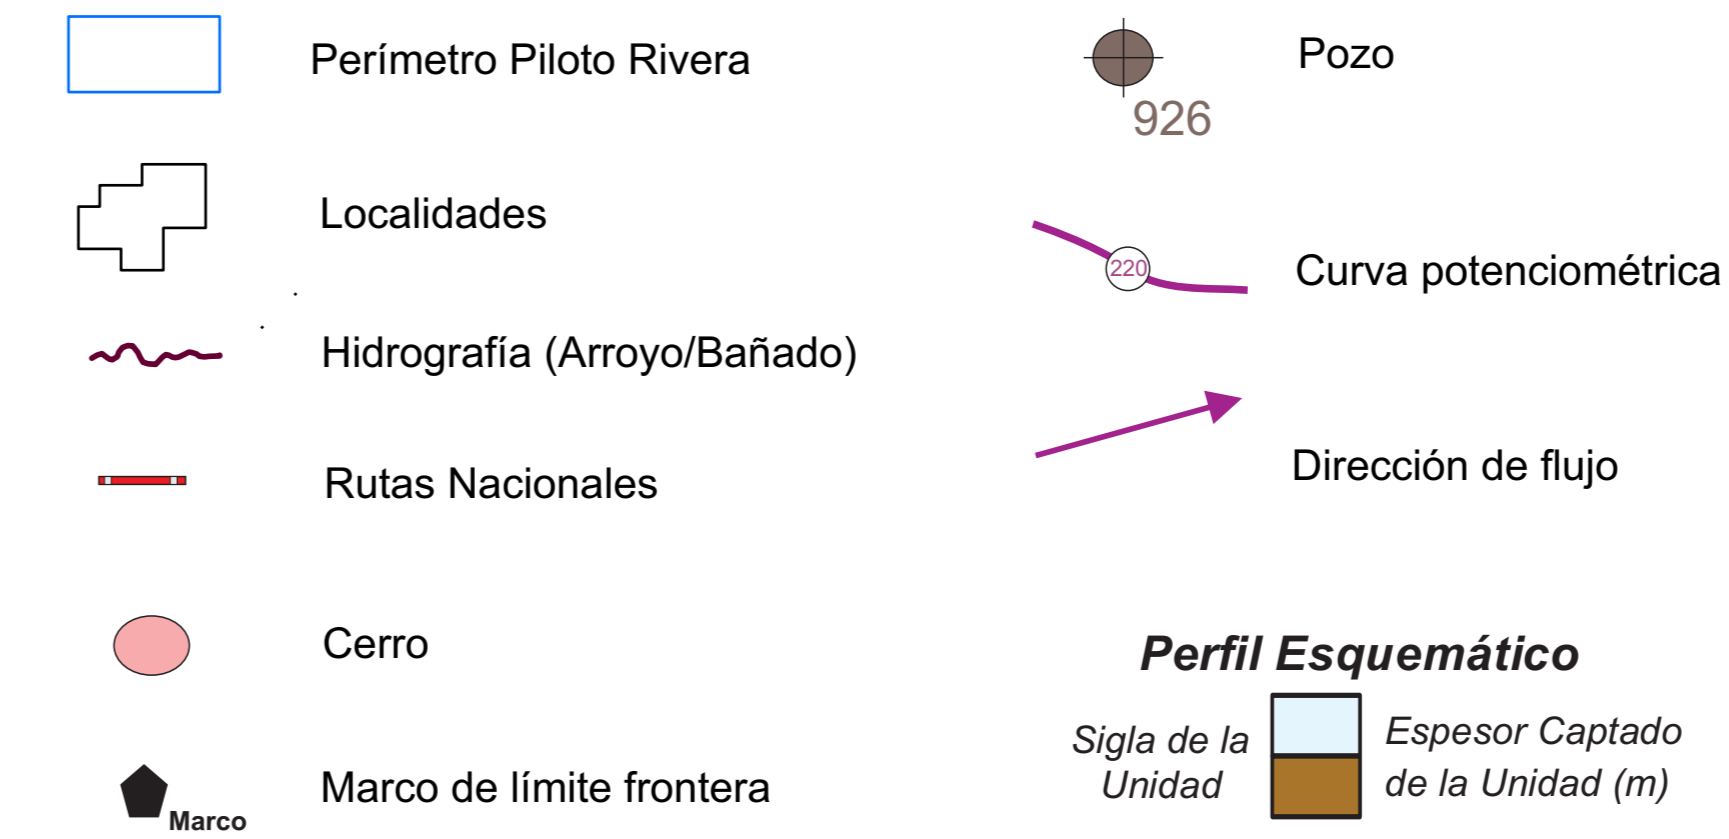 Perímetro Piloto Rivera
Localidades
Hidrografía (Arroyo/Bañado)
Rutas Nacionales
Cerro
Marco
Marco de límite frontera
Pozo
926
220
Curva potenciométrica
Dirección de flujo
Perfil Esquemático
Sigla de la
Unidad
Espesor Captado
de la Unidad (m)